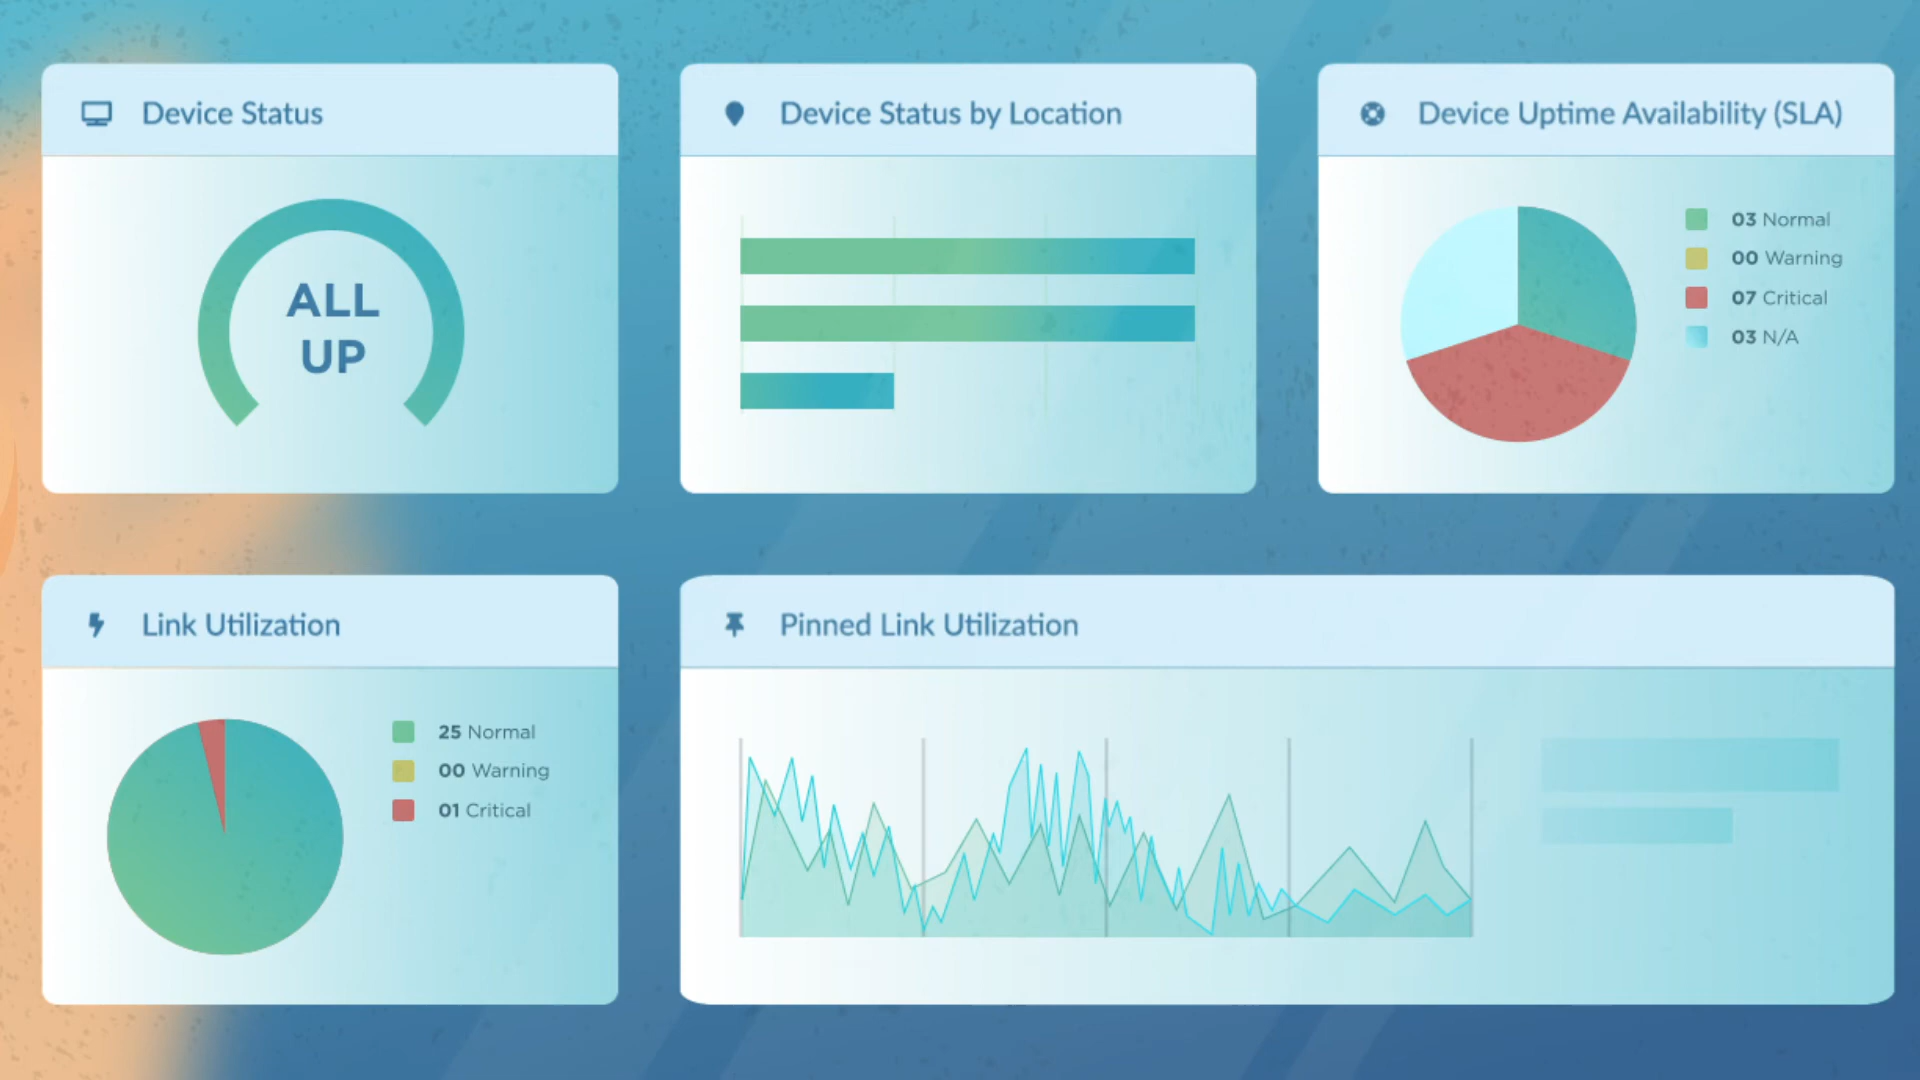 Device Status
ALL
UP
Device Status by Location
Device Uptime Availability (SLA)
03 Normal
00 Warning
07 Critical
03 N/A
Link Utilization
25 Normal
00 Warning
01 Critical
Pinned Link Utilization